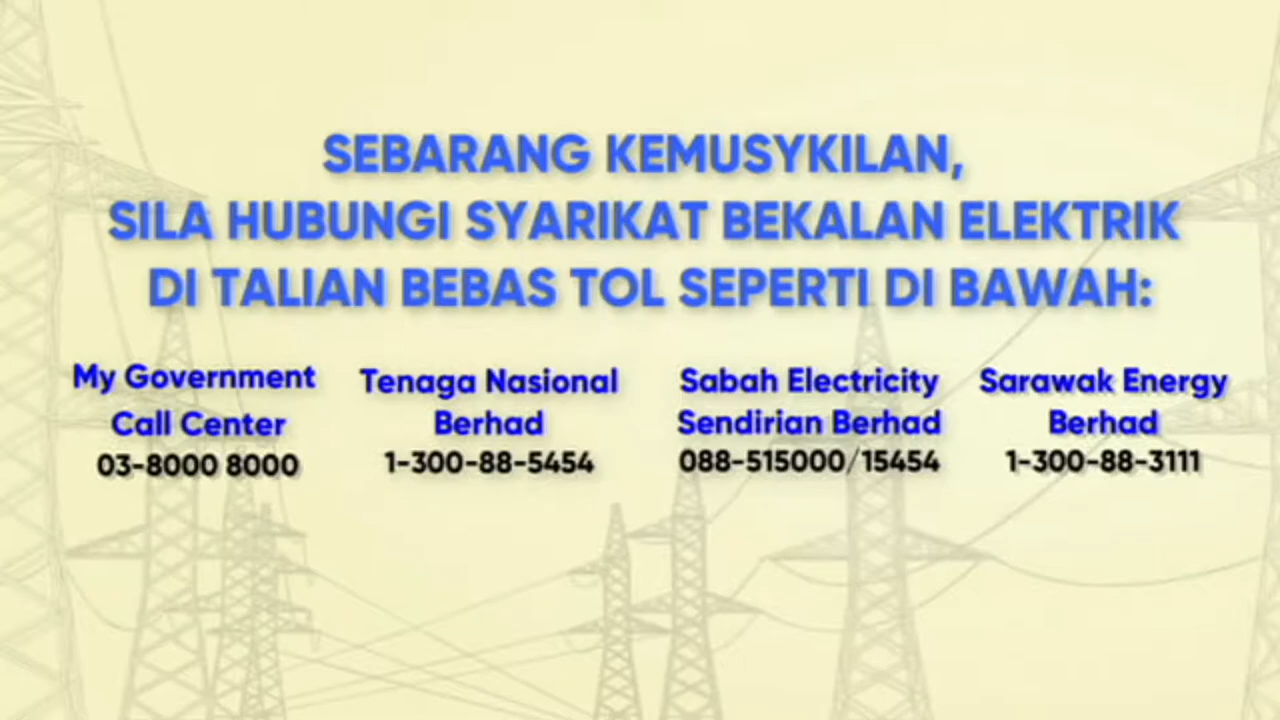 SEBARANG KEMUSYKILAN,
SILA HUBUNGI SYARIKAT BEKALAN ELEKTRIK
DI TALIAN BEBAS TOL SEPERTI DI BAWAH:
My Government
Call Center
03-8000 8000
Tenaga Nasional
Berhad
1-300-88-5454
Sabah Electricity
Sendirian Berhad
088-515000/15454
Sarawak Energy
Berhad
1-300-88-3111